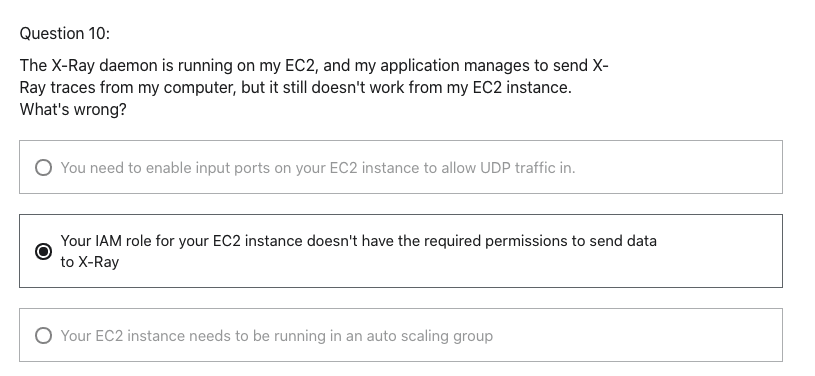 Question 10:
The X-Ray daemon is running on my EC2, and my application manages to send X-
Ray traces from my computer, but it still doesn't work from my EC2 instance.
What's wrong?
You need to enable input ports on your EC2 instance to allow UDP traffic in.
Your IAM role for your EC2 instance doesn't have the required permissions to send data
to X-Ray
Your EC2 instance needs to be running in an auto scaling group